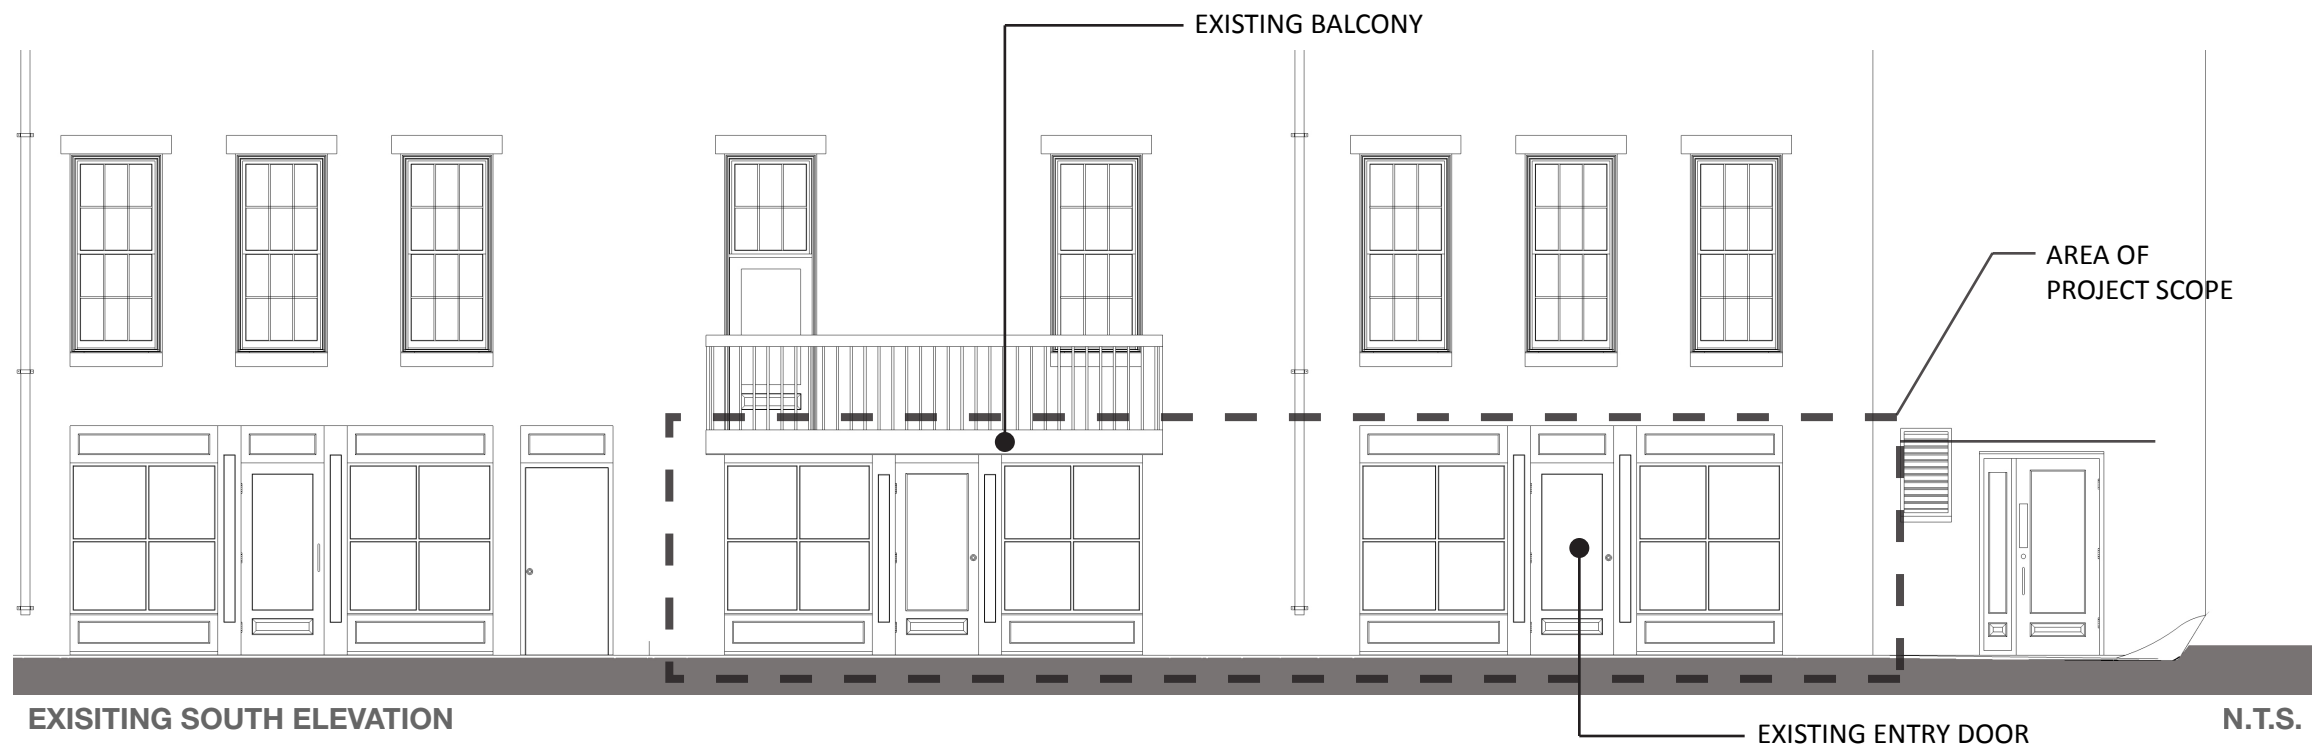 EXISTING BALCONY
AREA OF
PROJECT SCOPE
EXISITING SOUTH ELEVATION
N.T.S.
EXISTING ENTRY DOOR